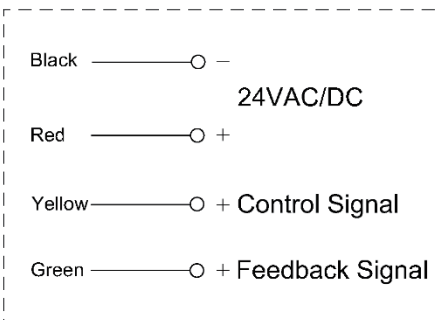 Black −
24VAC/DC
Red +
Yellow + Control Signal
Green + Feedback Signal